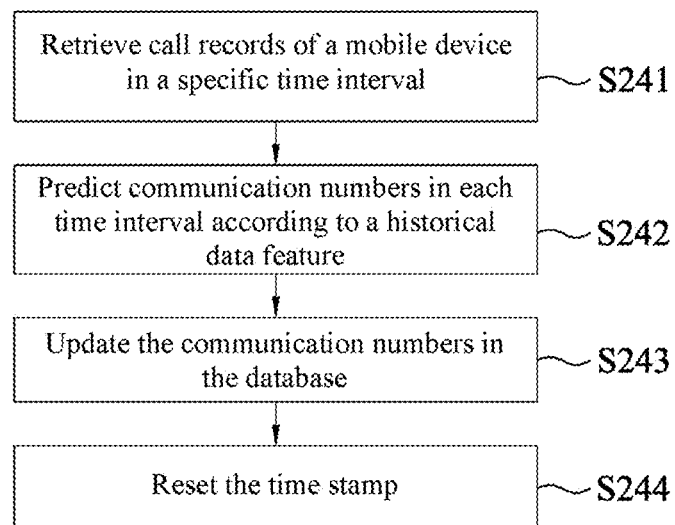 Retrieve call records of a mobile device
in a specific time interval
S241
Predict communication numbers in each
time interval according to a historical
data feature
S242
Update the communication numbers in
the database
S243
Reset the time stamp
S244